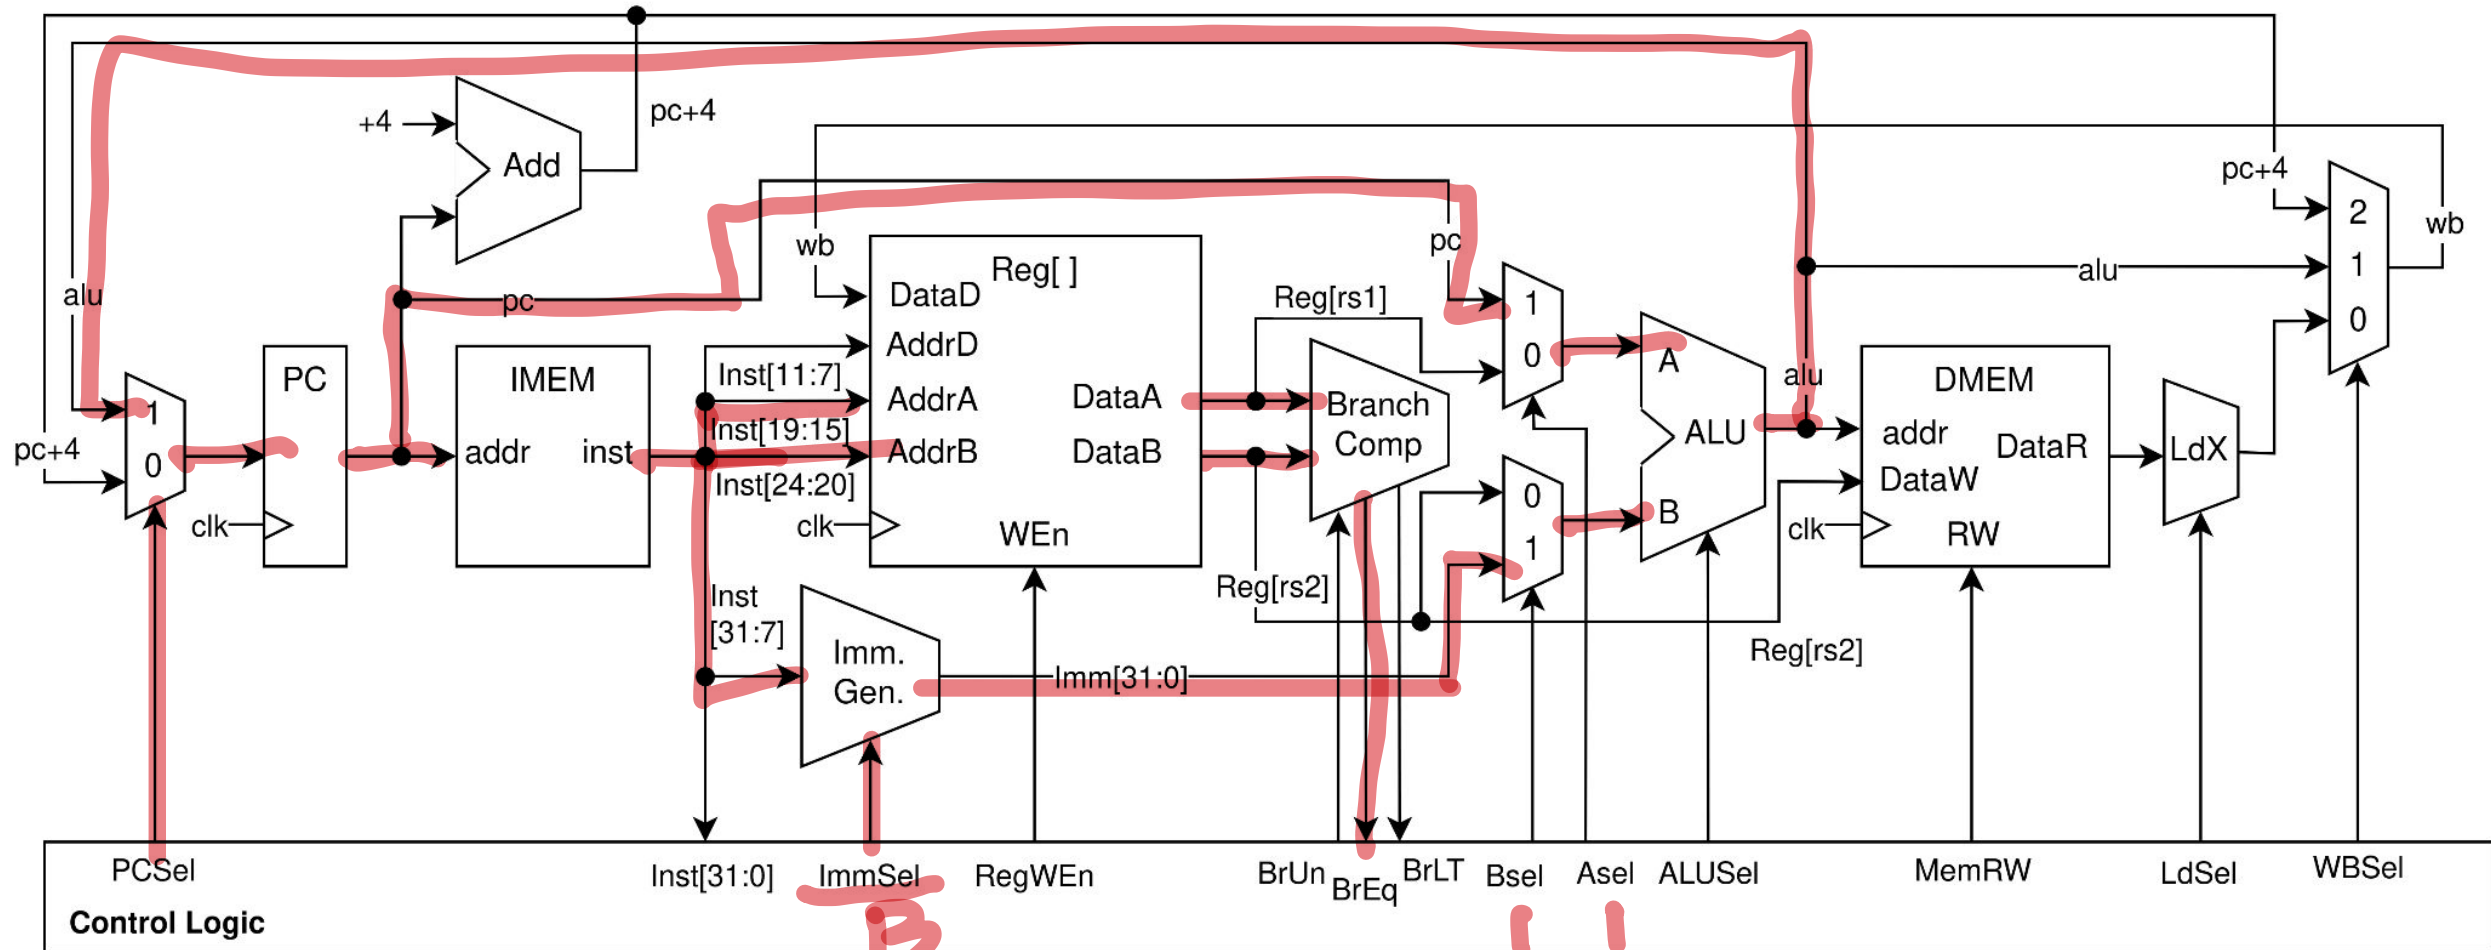 pc+4
+4
Add
pc+4
wb
Reg[ ]
pc
2
wb
alu
pc
DataD
Reg[rs1]
1
1
alu
0
AddrD
0
PC
IMEM
Inst[11:7]
A
alu
DMEM
1
AddrA
DataA
Branch
Inst[19:15]
addr
pc+4
0
addr
inst
AddrB
DataB
Comp
ALU
DataR
LdX
Inst[24:20]
0
DataW
clk
clk
WEn
B
clk
RW
1
Inst
[31:7]
Reg[rs2]
Imm.
Gen.
Imm[31:0]
Reg[rs2]
PCSel
Inst[31:0]
ImmSel
RegWEn
BrUn
BrEq
BrLT
Bsel
Asel
ALUSel
MemRW
LdSel
WBSel
Control Logic
B
1
1